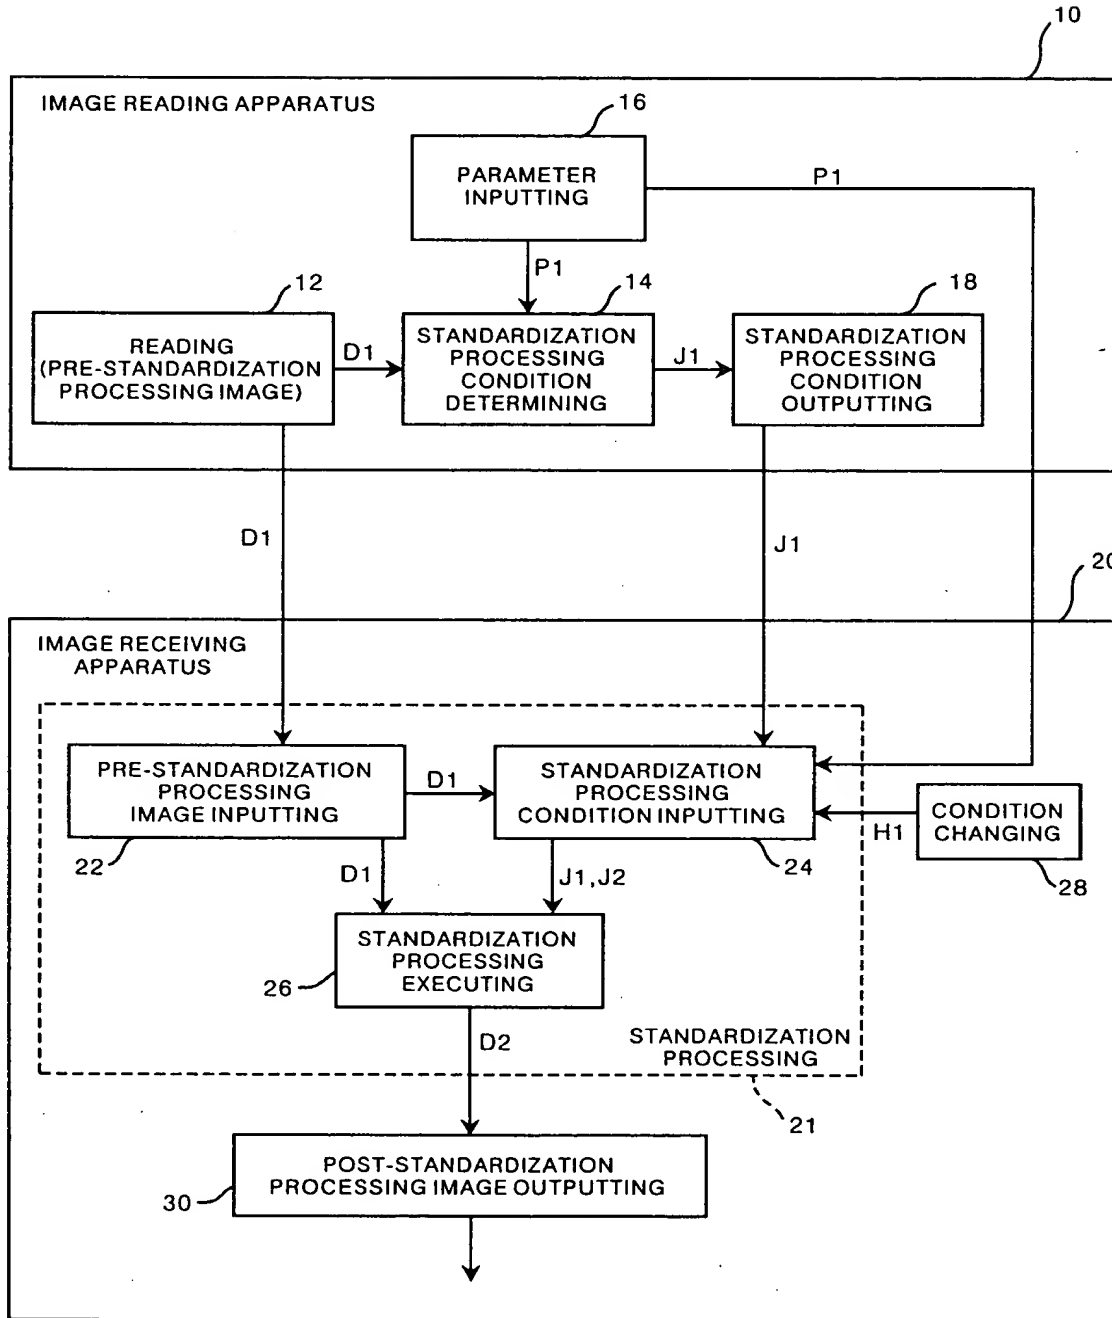 10
IMAGE READING APPARATUS
16
PARAMETER
INPUTTING
P1
P1
12
14
18
READING
(PRE-STANDARDIZATION
PROCESSING IMAGE)
D1
STANDARDIZATION
PROCESSING
CONDITION
DETERMINING
J1
STANDARDIZATION
PROCESSING
CONDITION
OUTPUTTING
D1
J1
20
IMAGE RECEIVING
APPARATUS
PRE-STANDARDIZATION
PROCESSING
IMAGE INPUTTING
D1
STANDARDIZATION
PROCESSING
CONDITION INPUTTING
H1
CONDITION
CHANGING
22
24
28
D1
J1,J2
STANDARDIZATION
PROCESSING
EXECUTING
26
D2
STANDARDIZATION
PROCESSING
21
POST-STANDARDIZATION
PROCESSING IMAGE OUTPUTTING
30